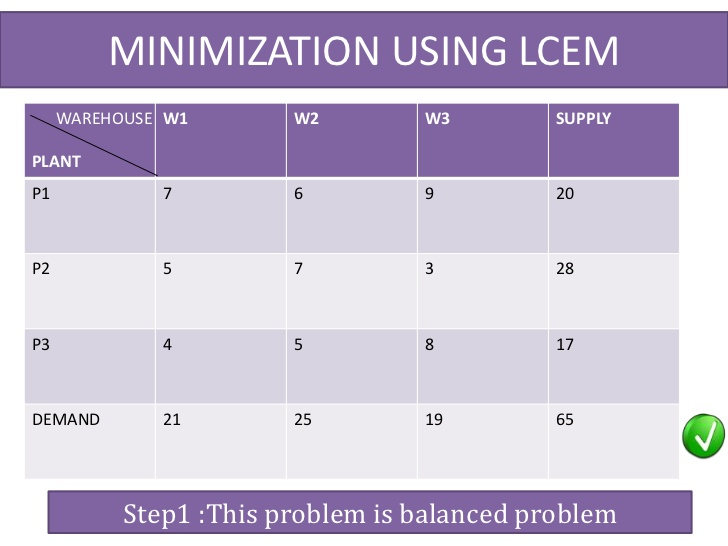 MINIMIZATION USING LCEM
WAREHOUSE W1 W2 W3 SUPPLY
PLANT
P1 7 6 9 20
P2 5 7 3 28
P3 4 5 8 17
DEMAND 21 25 19 65
Step1 :This problem is balanced problem